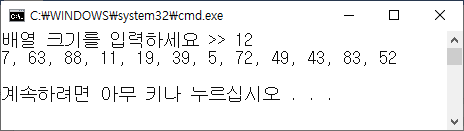 C:₩WINDOWS₩system32₩cmd.exe
배열 크기를 입력하세요 >> 12
7, 63, 88, 11, 19, 39, 5, 72, 49, 43, 83, 52
계속하려면 아무 키나 누르십시오 . . .